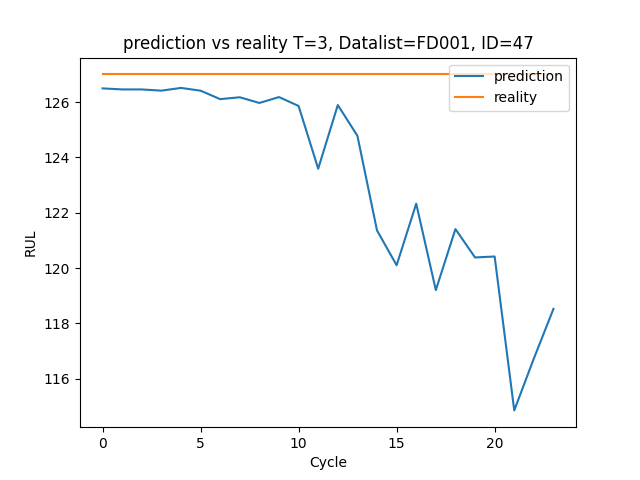 prediction vs reality T=3, Datalist=FD001, ID=47
prediction
reality
126
124
122
120
118
116
RUL
0 5 10 15 20
Cycle